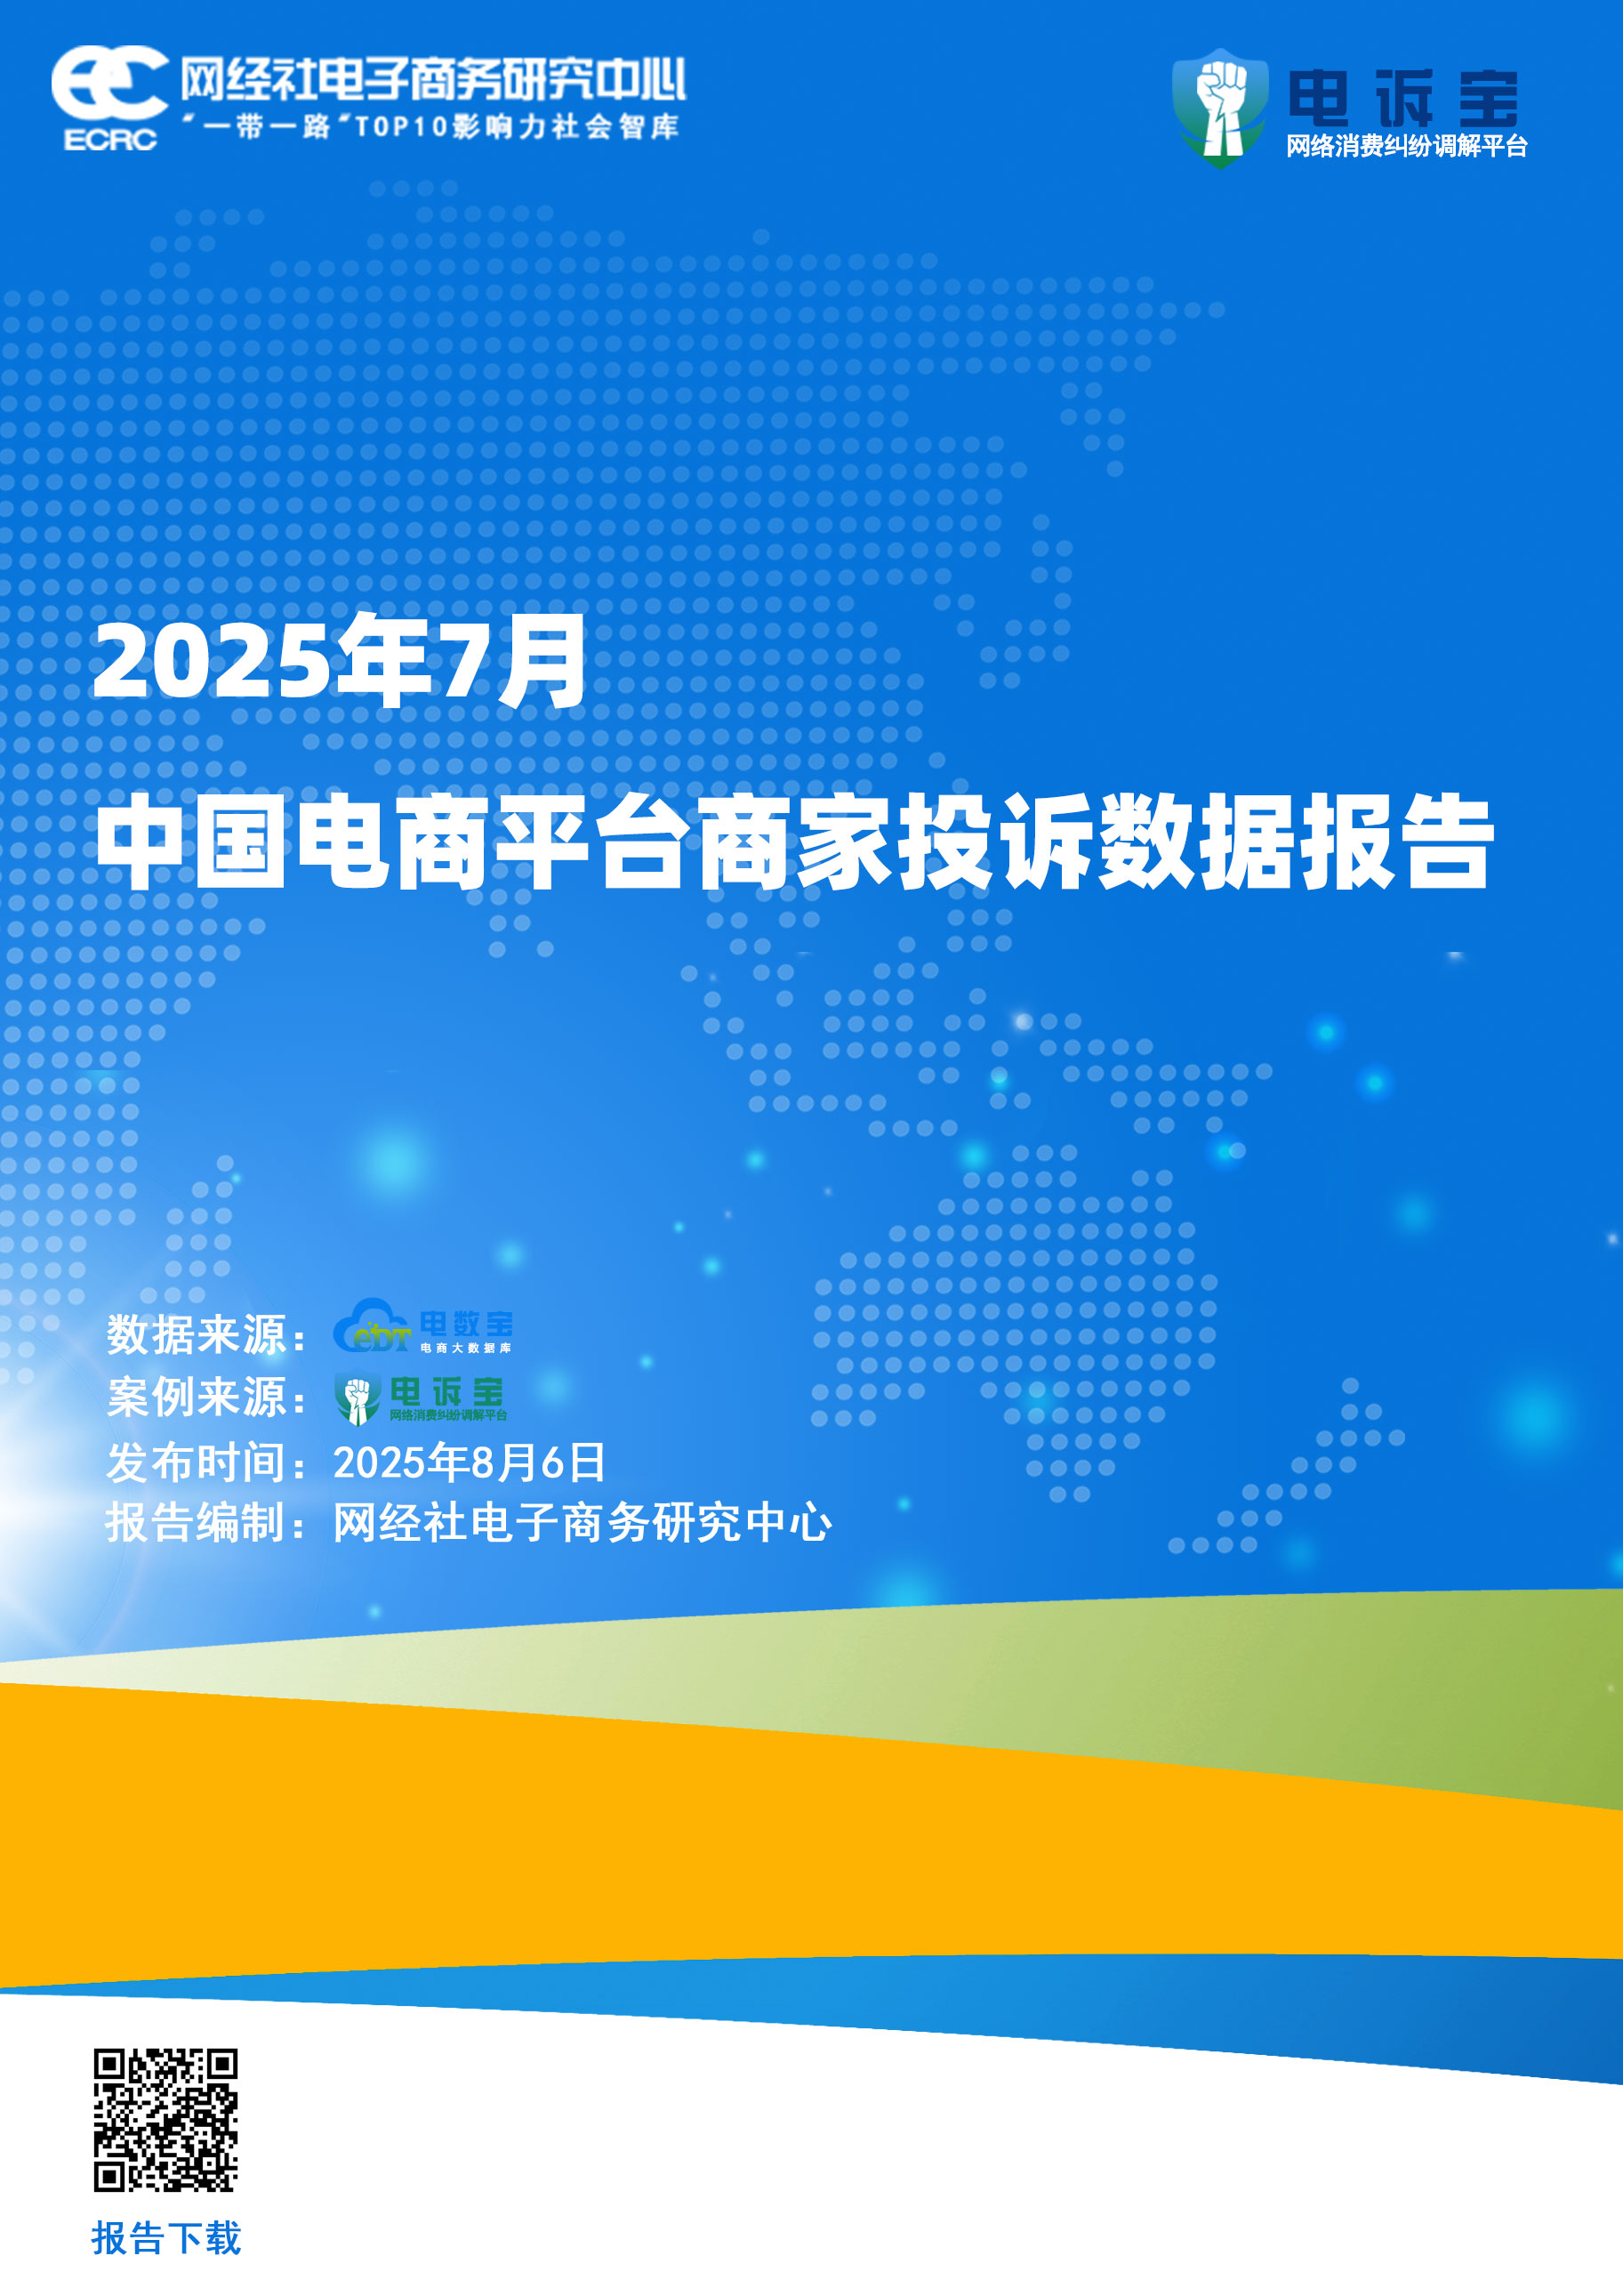 网经社电子商务研究中心
“一带一路”TOP10影响力社会智库
ECRC
电诉宝
网络消费纠纷调解平台
2025年7月
中国电商平台商家投诉数据报告
数据来源：
eDT
电数宝
电商大数据库
案例来源：
电诉宝
网络消费纠纷调解平台
发布时间：2025年8月6日
报告编制：网经社电子商务研究中心
报告下载